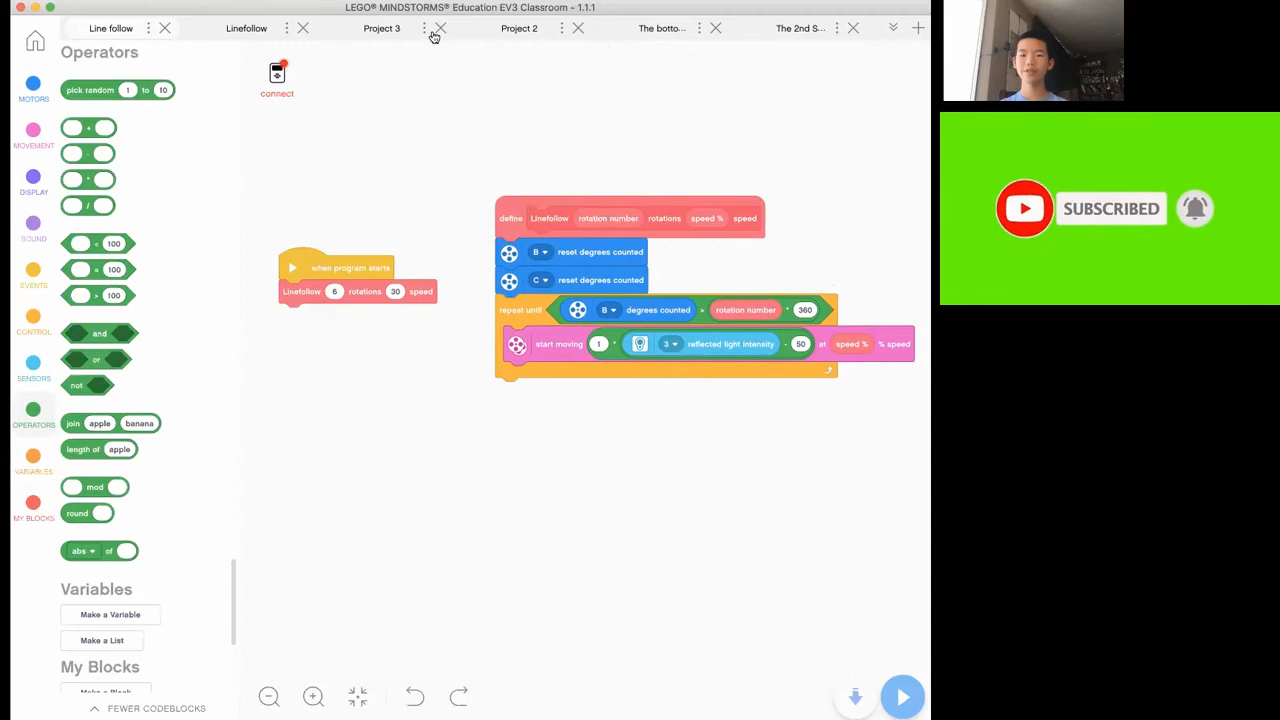 LEGO® MINDSTORMS® Education EV3 Classroom - 1.1.1
Line follow
Linefollow
Project 3
Project 2
The botto...
The 2nd S...
Operators
connect
MOTORS
MOVEMENT
DISPLAY
SOUND
EVENTS
CONTROL
SENSORS
OPERATORS
VARIABLES
MY BLOCKS
pick random 1 to 10
+
-
*
/
< 100
= 100
> 100
and
or
not
join apple banana
length of apple
mod
round
abs of
Variables
Make a Variable
Make a List
My Blocks
Make a Block
FEWER CODEBLOCKS
when program starts
Linefollow 6 rotations 30 speed
define Linefollow rotation number rotations speed % speed
B reset degrees counted
C reset degrees counted
repeat until B degrees counted > rotation number * 360
start moving 1 * 3 reflected light intensity - 50 at speed % % speed
SUBSCRIBED